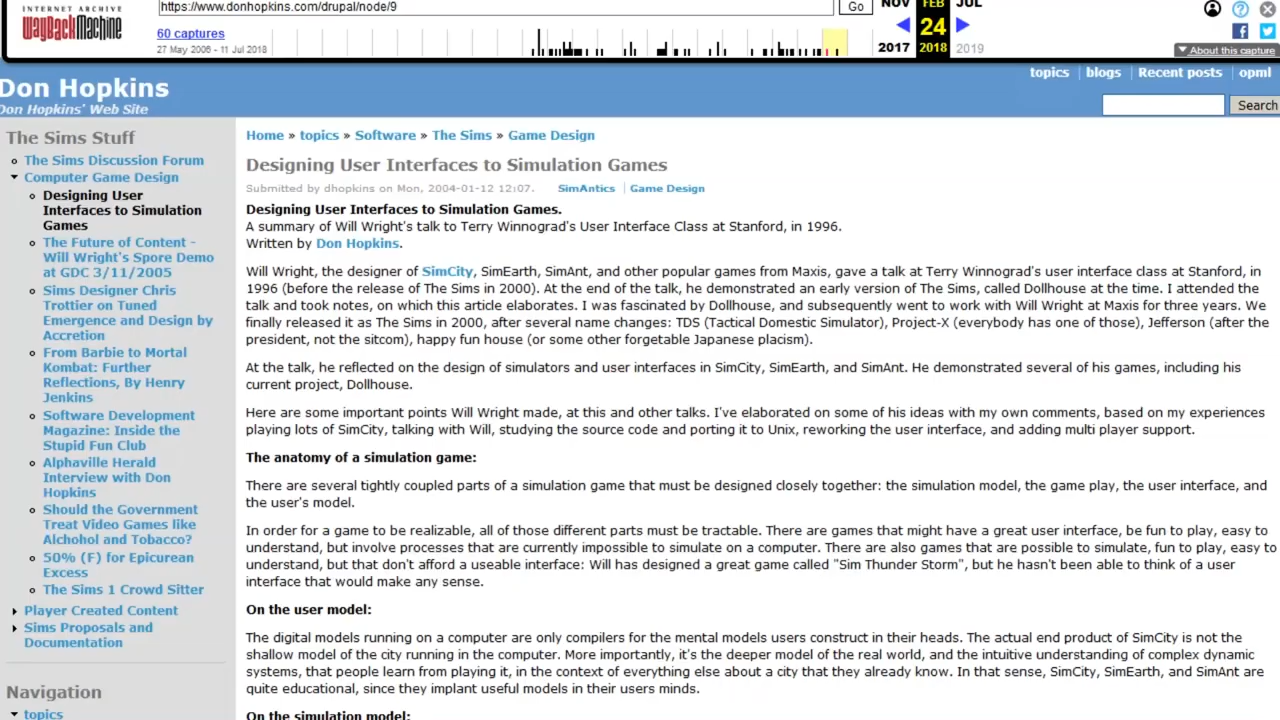 INTERNET ARCHIVE
WayBackMachine
https://www.donhopkins.com/drupal/node/9
Go
NOV FEB JUL
60 captures
24
27 May 2006 - 11 Jul 2018
2017 2018 2019
About this capture
topics blogs Recent posts opml
Don Hopkins
Don Hopkins' Web Site
Search
The Sims Stuff
The Sims Discussion Forum
Computer Game Design
Designing User
Interfaces to Simulation
Games
The Future of Content -
Will Wright's Spore Demo
at GDC 3/11/2005
Sims Designer Chris
Trottier on Tuned
Emergence and Design by
Accretion
From Barbie to Mortal
Kombat: Further
Reflections, By Henry
Jenkins
Software Development
Magazine: Inside the
Stupid Fun Club
Alphaville Herald
Interview with Don
Hopkins
Should the Government
Treat Video Games like
Alchohol and Tobacco?
50% (F) for Epicurean
Excess
The Sims 1 Crowd Sitter
Player Created Content
Sims Proposals and
Documentation
Navigation
topics
Home » topics » Software » The Sims » Game Design
Designing User Interfaces to Simulation Games
Submitted by dhopkins on Mon, 2004-01-12 12:07. SimAntics | Game Design
Designing User Interfaces to Simulation Games.
A summary of Will Wright's talk to Terry Winnograd's User Interface Class at Stanford, in 1996.
Written by Don Hopkins.
Will Wright, the designer of SimCity, SimEarth, SimAnt, and other popular games from Maxis, gave a talk at Terry Winnograd's user interface class at Stanford, in
1996 (before the release of The Sims in 2000). At the end of the talk, he demonstrated an early version of The Sims, called Dollhouse at the time. I attended the
talk and took notes, on which this article elaborates. I was fascinated by Dollhouse, and subsequently went to work with Will Wright at Maxis for three years. We
finally released it as The Sims in 2000, after several name changes: TDS (Tactical Domestic Simulator), Project-X (everybody has one of those), Jefferson (after the
president, not the sitcom), happy fun house (or some other forgetable Japanese placism).
At the talk, he reflected on the design of simulators and user interfaces in SimCity, SimEarth, and SimAnt. He demonstrated several of his games, including his
current project, Dollhouse.
Here are some important points Will Wright made, at this and other talks. I've elaborated on some of his ideas with my own comments, based on my experiences
playing lots of SimCity, talking with Will, studying the source code and porting it to Unix, reworking the user interface, and adding multi player support.
The anatomy of a simulation game:
There are several tightly coupled parts of a simulation game that must be designed closely together: the simulation model, the game play, the user interface, and
the user's model.
In order for a game to be realizable, all of those different parts must be tractable. There are games that might have a great user interface, be fun to play, easy to
understand, but involve processes that are currently impossible to simulate on a computer. There are also games that are possible to simulate, fun to play, easy to
understand, but that don't afford a useable interface: Will has designed a great game called "Sim Thunder Storm", but he hasn't been able to think of a user
interface that would make any sense.
On the user model:
The digital models running on a computer are only compilers for the mental models users construct in their heads. The actual end product of SimCity is not the
shallow model of the city running in the computer. More importantly, it's the deeper model of the real world, and the intuitive understanding of complex dynamic
systems, that people learn from playing it, in the context of everything else about a city that they already know. In that sense, SimCity, SimEarth, and SimAnt are
quite educational, since they implant useful models in their users minds.
On the simulation model: